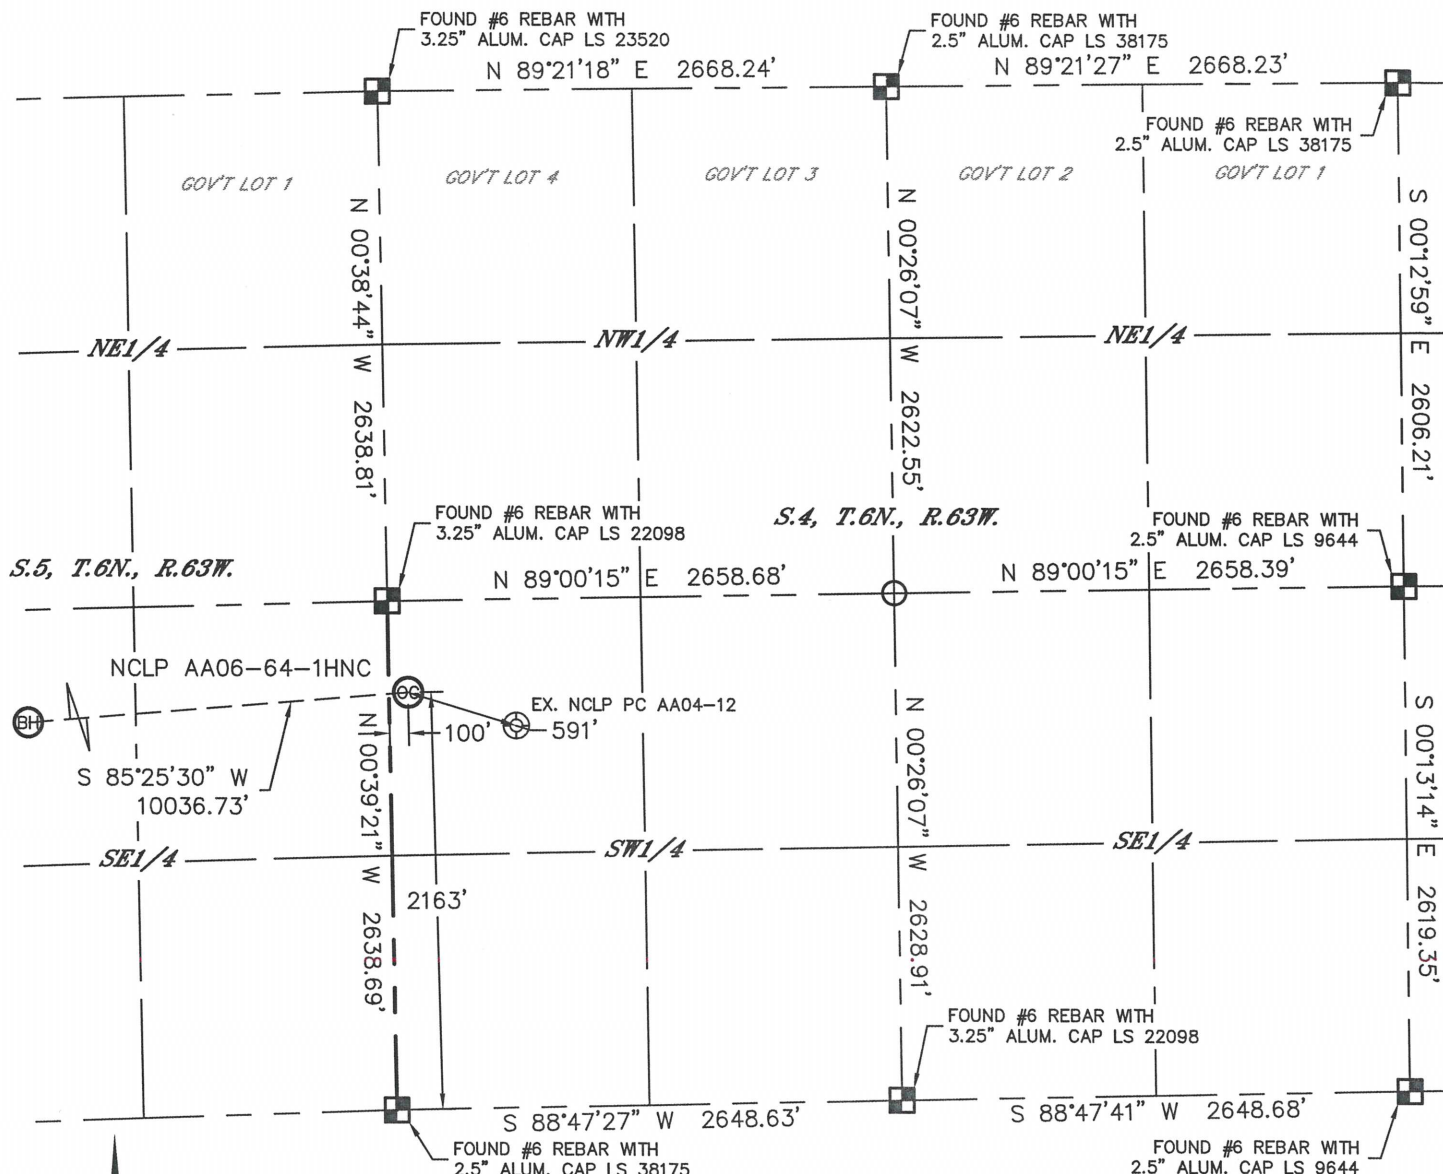 FOUND #6 REBAR WITH
3.25" ALUM. CAP LS 23520
FOUND #6 REBAR WITH
2.5" ALUM. CAP LS 38175
N 89°21'18" E 2668.24'
N 89°21'27" E 2668.23'
FOUND #6 REBAR WITH
2.5" ALUM. CAP LS 38175
GOV'T LOT 1
GOV'T LOT 4
GOV'T LOT 3
GOV'T LOT 2
GOV'T LOT 1
N 00°38'44" W 2638.81'
N 00°26'07" W 2622.55'
S 00°12'59" E 2606.21'
NE1/4
NW1/4
NE1/4
FOUND #6 REBAR WITH
3.25" ALUM. CAP LS 22098
S.4, T.6N., R.63W.
FOUND #6 REBAR WITH
2.5" ALUM. CAP LS 9644
S.5, T.6N., R.63W.
N 89°00'15" E 2658.68'
N 89°00'15" E 2658.39'
NCLP AA06-64-1HNC
OG
EX. NCLP PC AA04-12
BH
100'
591'
S 85°25'30" W
10036.73'
N 00°39'21" W 2638.69'
N 00°26'07" W 2628.91'
S 00°13'14" E 2619.35'
SE1/4
SW1/4
SE1/4
2163'
FOUND #6 REBAR WITH
3.25" ALUM. CAP LS 22098
S 88°47'27" W 2648.63'
S 88°47'41" W 2648.68'
FOUND #6 REBAR WITH
2.5" ALUM. CAP LS 38175
FOUND #6 REBAR WITH
2.5" ALUM. CAP LS 9644